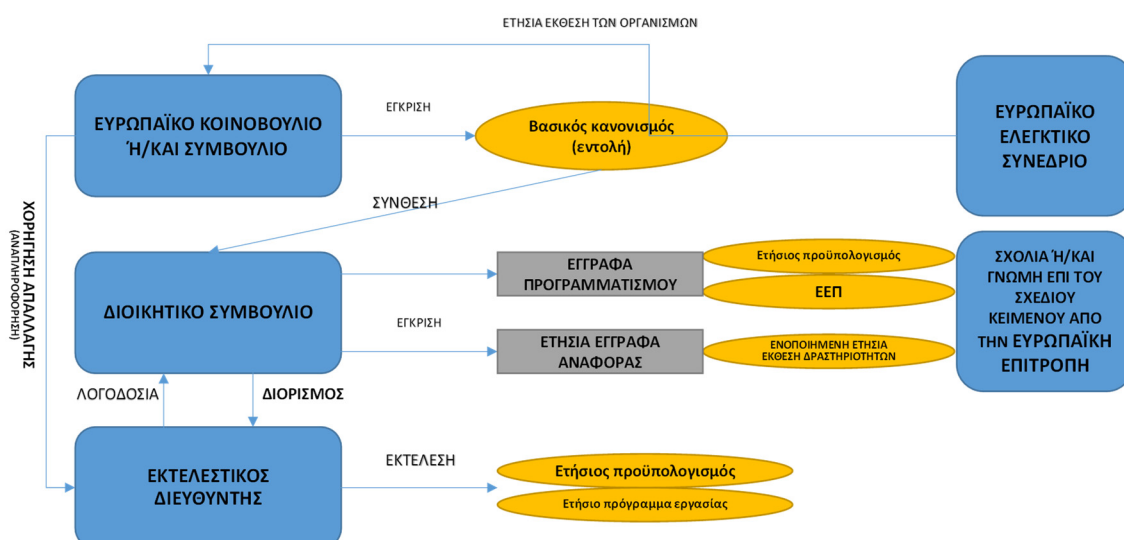 ΕΤΗΣΙΑ ΕΚΘΕΣΗ ΤΩΝ ΟΡΓΑΝΙΣΜΩΝ
ΕΥΡΩΠΑΪΚΟ ΚΟΙΝΟΒΟΥΛΙΟ
Ή/ΚΑΙ ΣΥΜΒΟΥΛΙΟ
ΕΓΚΡΙΣΗ
Βασικός κανονισμός
(εντολή)
ΕΥΡΩΠΑΪΚΟ
ΕΛΕΓΚΤΙΚΟ
ΣΥΝΕΔΡΙΟ
ΧΟΡΗΓΗΣΗ ΑΠΑΛΛΑΓΗΣ
(ΑΝΑΠΛΗΡΟΦΟΡΗΣΗ)
ΣΥΝΘΕΣΗ
ΔΙΟΙΚΗΤΙΚΟ ΣΥΜΒΟΥΛΙΟ
ΕΓΓΡΑΦΑ
ΠΡΟΓΡΑΜΜΑΤΙΣΜΟΥ
Ετήσιος προϋπολογισμός
ΕΕΠ
ΕΓΚΡΙΣΗ
ΕΤΗΣΙΑ ΕΓΓΡΑΦΑ
ΑΝΑΦΟΡΑΣ
ΕΝΟΠΟΙΗΜΕΝΗ ΕΤΗΣΙΑ
ΕΚΘΕΣΗ ΔΡΑΣΤΗΡΙΟΤΗΤΩΝ
ΣΧΟΛΙΑ Ή/ΚΑΙ
ΓΝΩΜΗ ΕΠΙ ΤΟΥ
ΣΧΕΔΙΟΥ
ΚΕΙΜΕΝΟΥ ΑΠΟ
ΤΗΝ ΕΥΡΩΠΑΪΚΗ
ΕΠΙΤΡΟΠΗ
ΛΟΓΟΔΟΣΙΑ
ΔΙΟΡΙΣΜΟΣ
ΕΚΤΕΛΕΣΤΙΚΟΣ
ΔΙΕΥΘΥΝΤΗΣ
ΕΚΤΕΛΕΣΗ
Ετήσιος προϋπολογισμός
Ετήσιο πρόγραμμα εργασίας